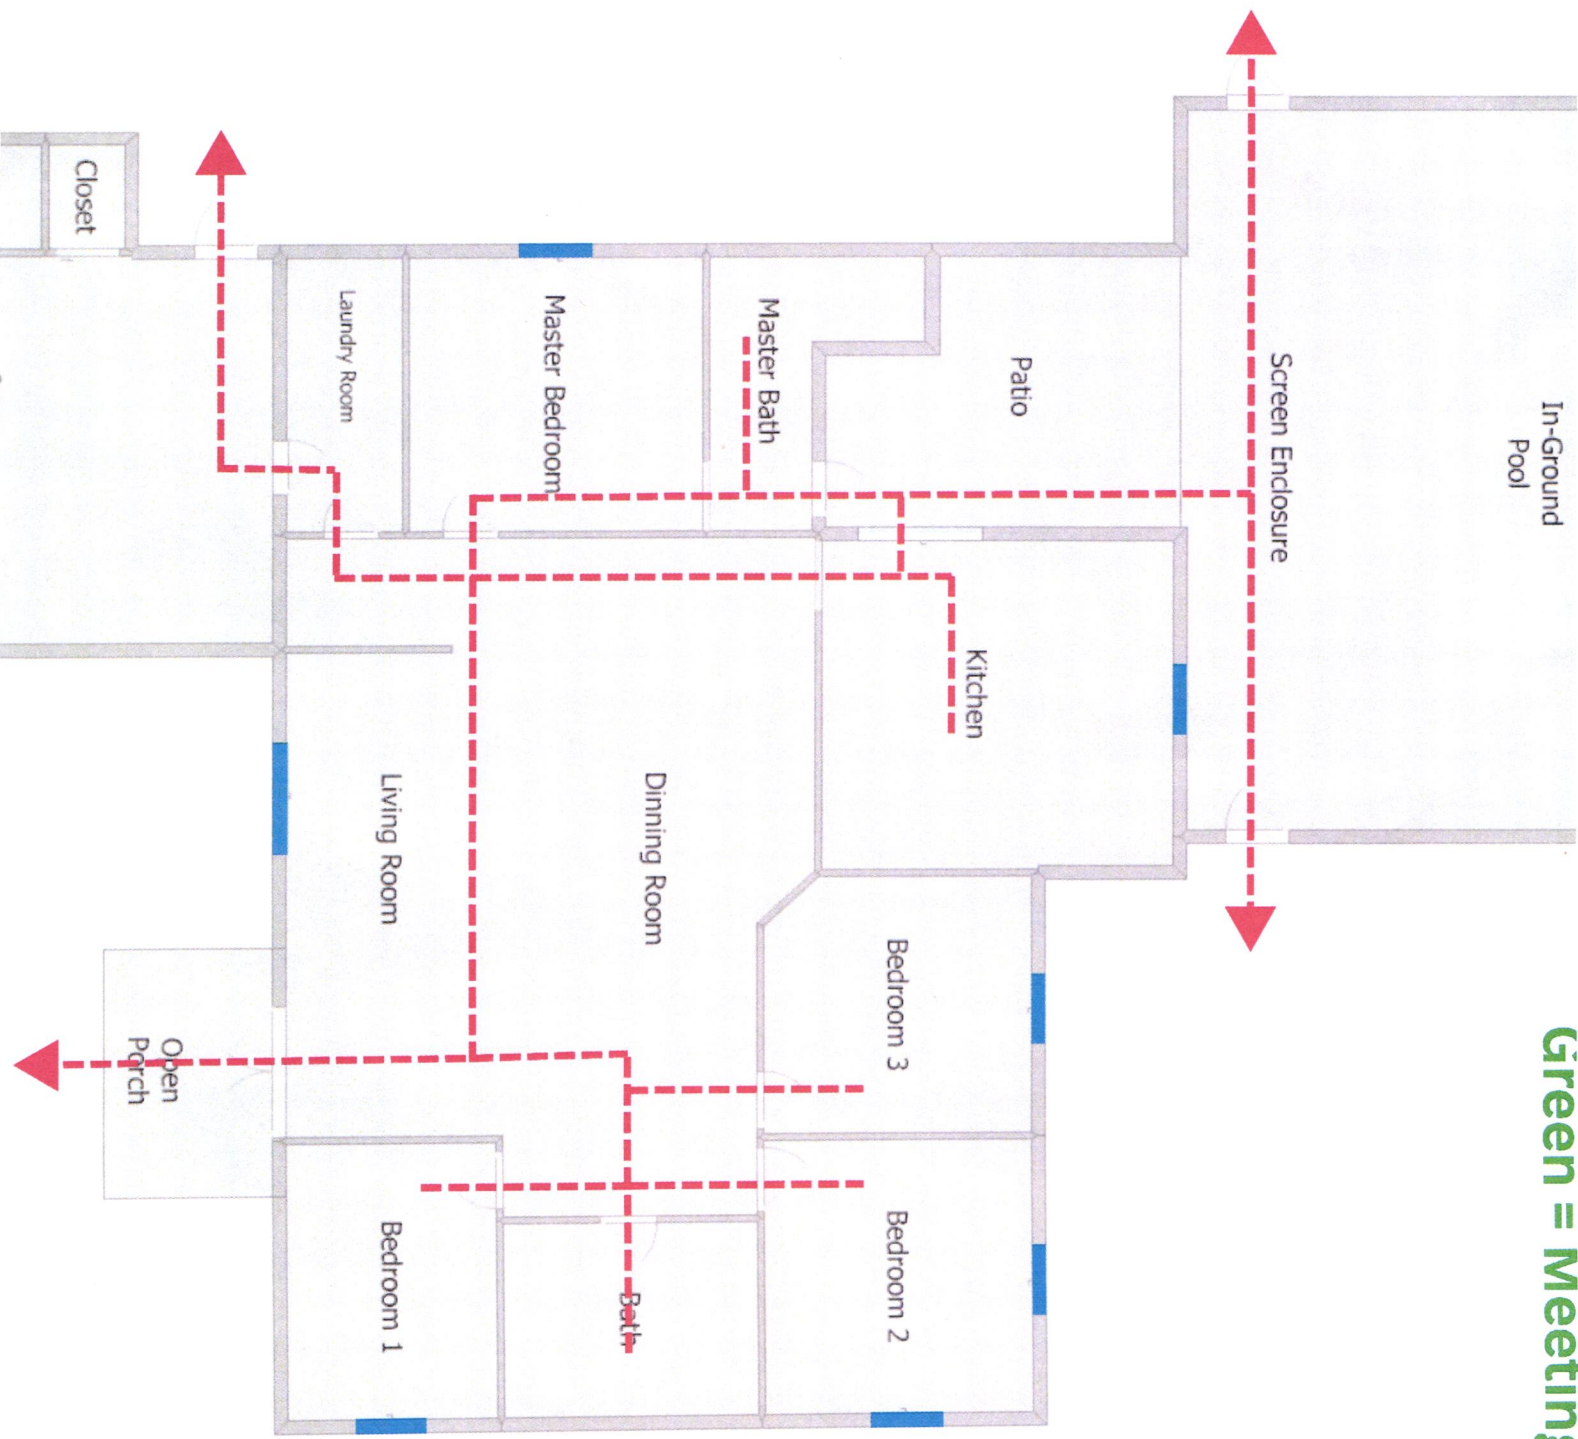 Green = Meeting
In-Ground
Pool
Screen Enclosure
Patio
Kitchen
Bedroom 3
Bedroom 2
Master Bath
Dinning Room
Bath
Master Bedroom
Living Room
Bedroom 1
Laundry Room
Open
Porch
Closet